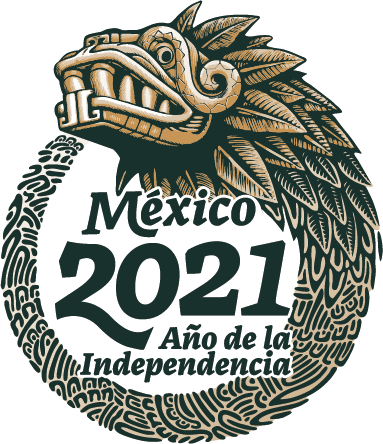 México
2021
Año de la
Independencia